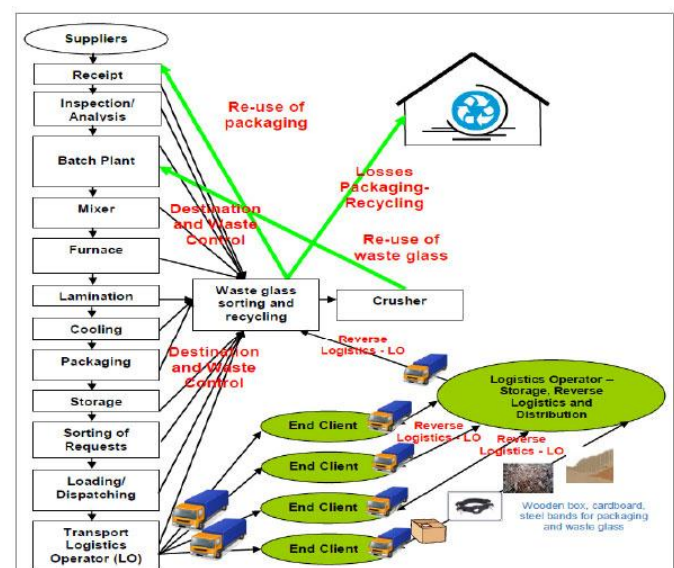 Suppliers
Receipt
Inspection/
Analysis
Batch Plant
Mixer
Furnace
Lamination
Cooling
Packaging
Storage
Sorting of
Requests
Loading/
Dispatching
Transport
Logistics
Operator (LO)
Re-use of
packaging
Losses
Packaging-
Recycling
Destination
and Waste
Control
Re-use of
waste glass
Waste glass
sorting and
recycling
Crusher
Destination
and Waste
Control
Reverse
Logistics - LO
Logistics Operator –
Storage, Reverse
Logistics and
Distribution
End Client
Reverse
Logistics - LO
Reverse
Logistics - LO
End Client
End Client
End Client
Wooden box, cardboard,
steel bands for packaging
and waste glass